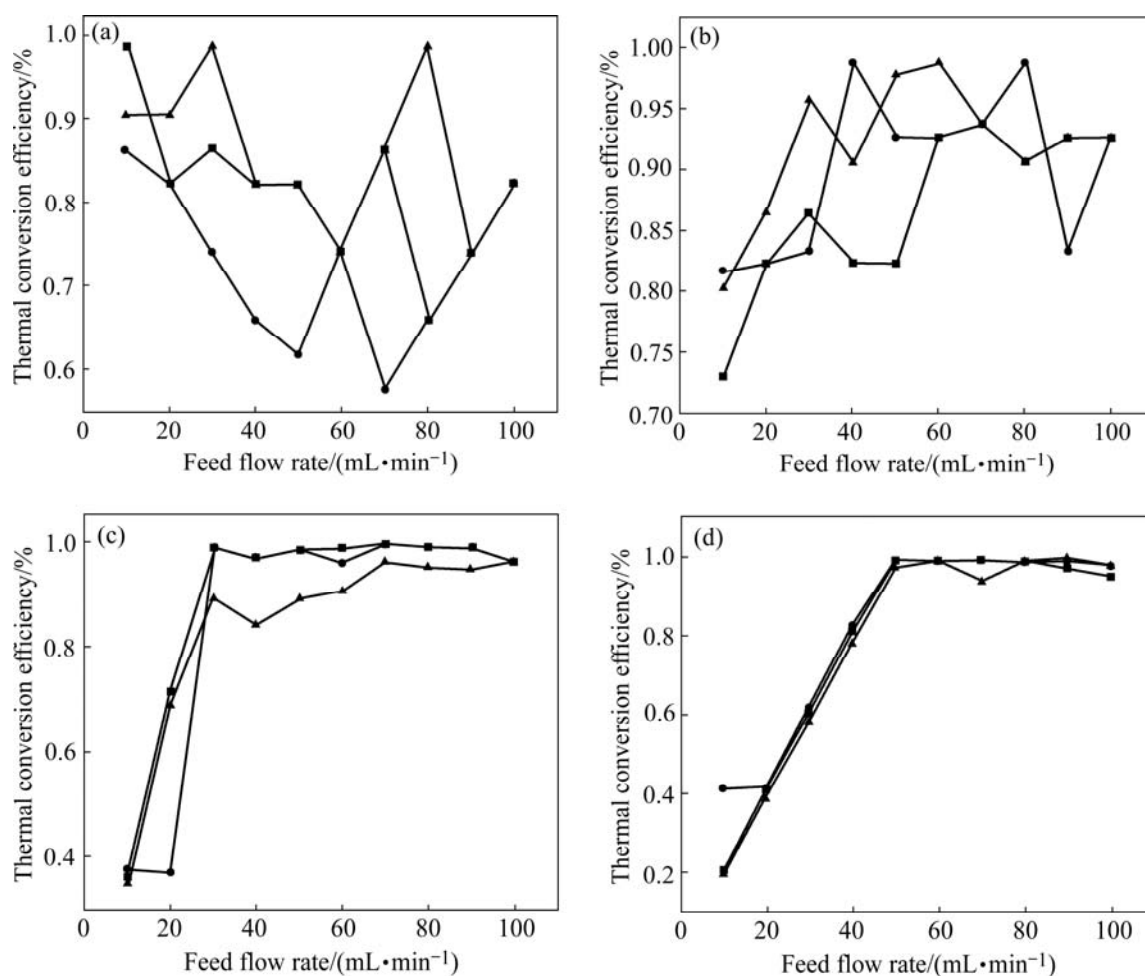 (a)
Thermal conversion efficiency/%
1.0
0.9
0.8
0.7
0.6
0 20 40 60 80 100
Feed flow rate/(mL•min⁻¹)
(b)
Thermal conversion efficiency/%
1.00
0.95
0.90
0.85
0.80
0.75
0.70
0 20 40 60 80 100
Feed flow rate/(mL•min⁻¹)
(c)
Thermal conversion efficiency/%
1.0
0.8
0.6
0.4
0 20 40 60 80 100
Feed flow rate/(mL•min⁻¹)
(d)
Thermal conversion efficiency/%
1.0
0.8
0.6
0.4
0.2
0 20 40 60 80 100
Feed flow rate/(mL•min⁻¹)